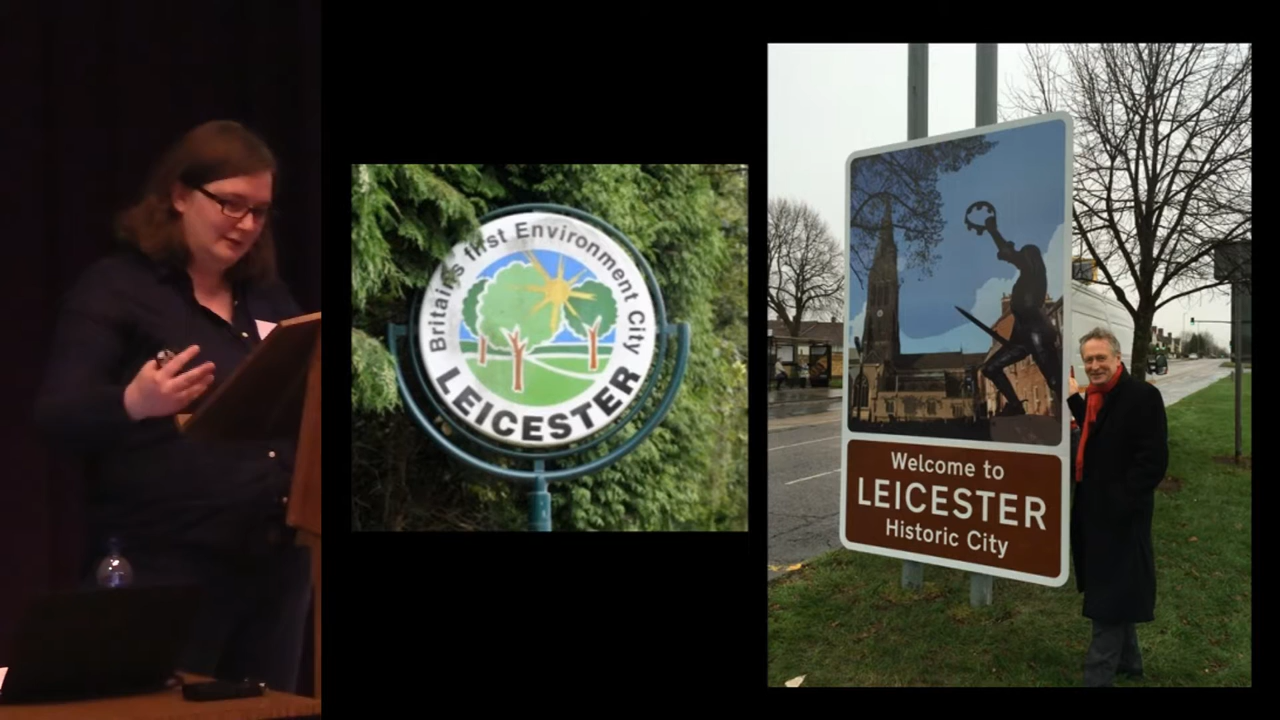 Britain's first Environment City
LEICESTER
Welcome to
LEICESTER
Historic City